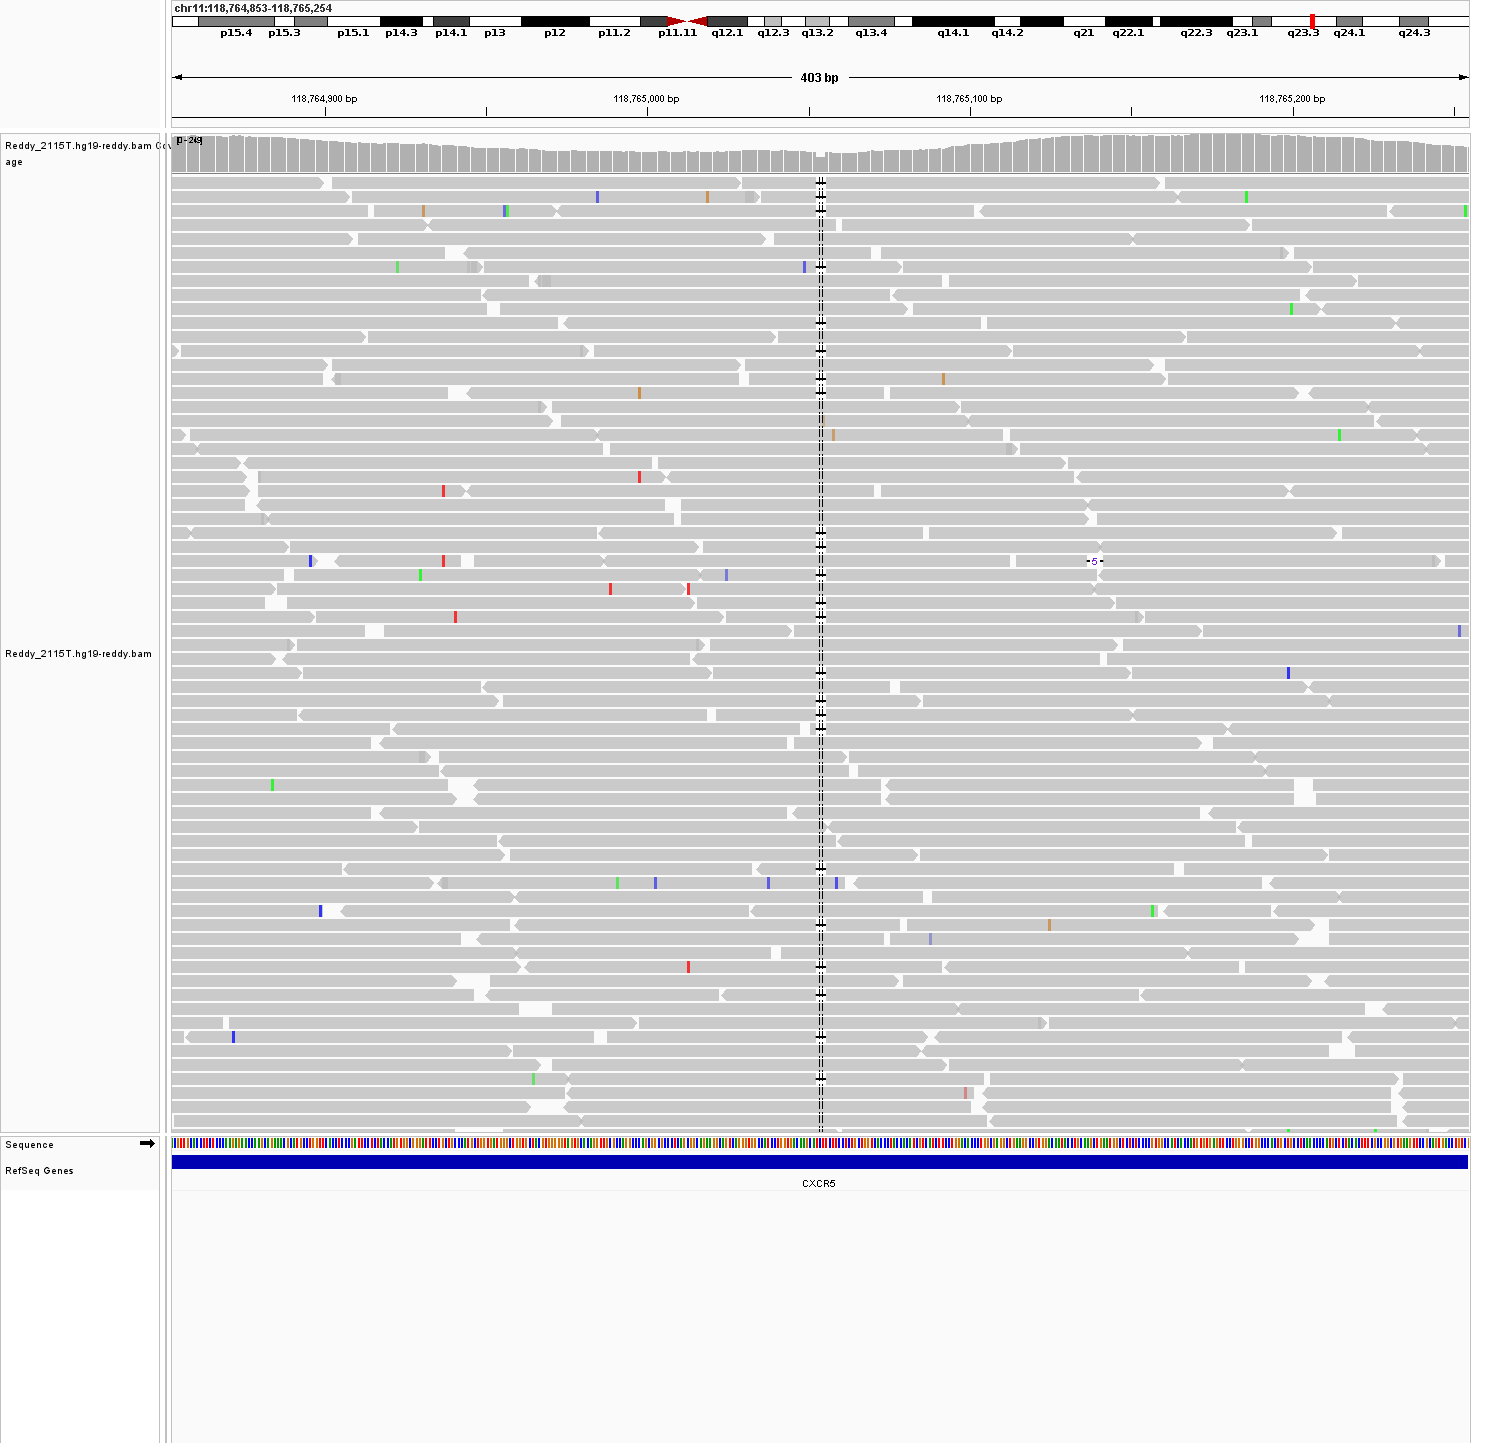 chr11:118,764,853-118,765,254
p15.4 p15.3 p15.1 p14.3 p14.1 p13 p12 p11.2 p11.11 q12.1 q12.3 q13.2 q13.4 q14.1 q14.2 q21 q22.1 q22.3 q23.1 q23.3 q24.1 q24.3
403 bp
118,764,900 bp 118,765,000 bp 118,765,100 bp 118,765,200 bp
Reddy_2115T.hg19-reddy.bam Cov
age
5
Reddy_2115T.hg19-reddy.bam
Sequence
RefSeq Genes
CXCR5